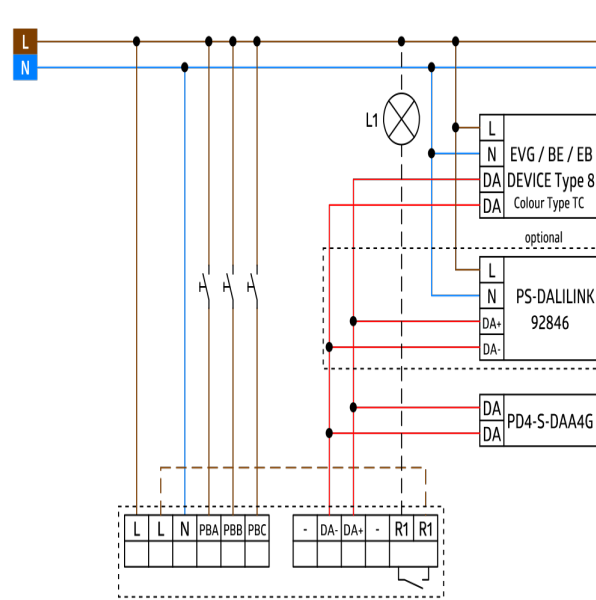 L
N
L1
L
N EVG / BE / EB
DA DEVICE Type 8
DA Colour Type TC
optional
L
N PS-DALILINK
DA+ 92846
DA-
DA
DA
PD4-S-DAA4G
L L N PBA PBB PBC - DA- DA+ - R1 R1